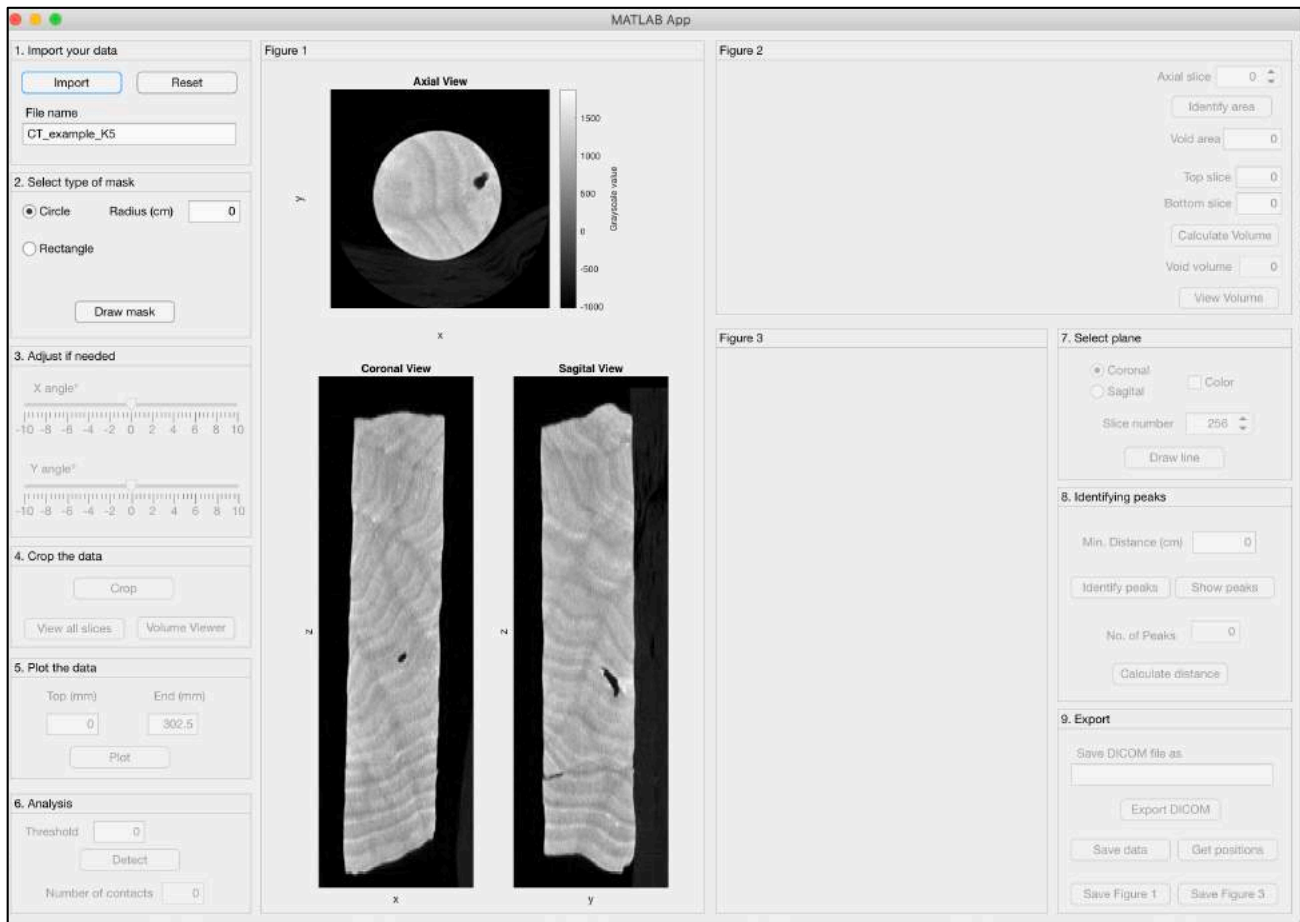 MATLAB App
1. Import your data
Import Reset
File name
CT_example_K5
2. Select type of mask
Circle Radius (cm) 0
Rectangle
Draw mask
3. Adjust if needed
X angle°
-10 -8 -6 -4 -2 0 2 4 6 8 10
Y angle°
-10 -8 -6 -4 -2 0 2 4 6 8 10
4. Crop the data
Crop
View all slices Volume Viewer
5. Plot the data
Top (mm) End (mm)
0 302.5
Plot
6. Analysis
Threshold 0
Detect
Number of contacts 0
Figure 1
Axial View
y
x
1500
1000
500
0
-500
-1000
Grayscale value
Coronal View
z
x
Sagital View
z
y
Figure 2
Axial slice 0
Identify area
Void area 0
Top slice 0
Bottom slice 0
Calculate Volume
Void volume 0
View Volume
Figure 3
7. Select plane
Coronal
Sagital
Color
Slice number 256
Draw line
8. Identifying peaks
Min. Distance (cm) 0
Identify peaks Show peaks
No. of Peaks 0
Calculate distance
9. Export
Save DICOM file as
Export DICOM
Save data Get positions
Save Figure 1 Save Figure 3